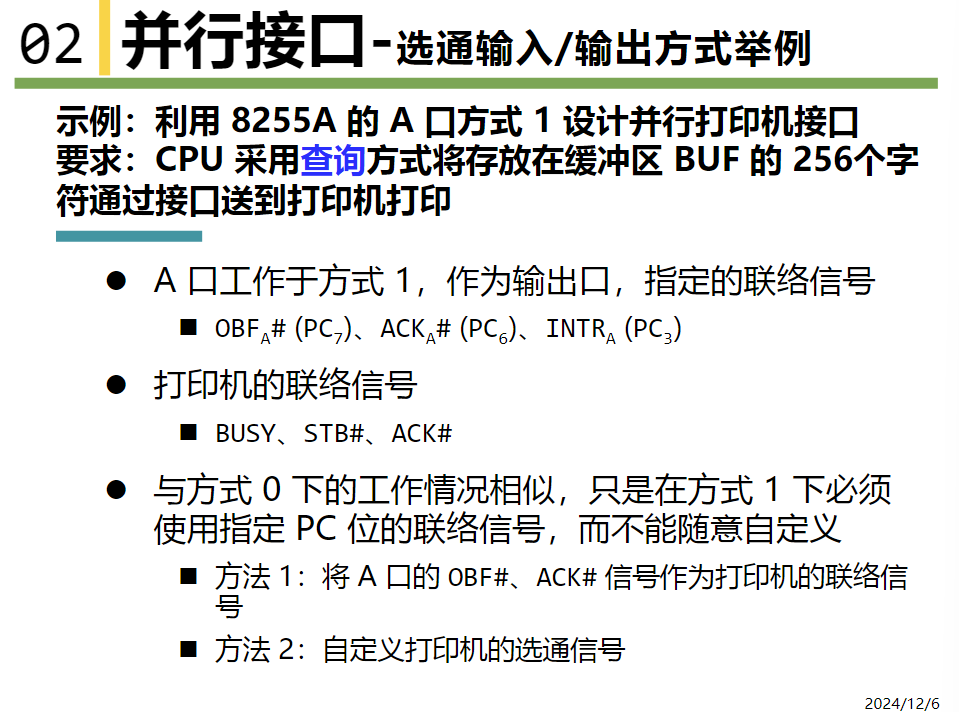 02 并行接口-选通输入/输出方式举例
示例：利用 8255A 的 A 口方式 1 设计并行打印机接口
要求：CPU 采用查询方式将存放在缓冲区 BUF 的 256个字
符通过接口送到打印机打印
● A 口工作于方式 1，作为输出口，指定的联络信号
■ OBFA# (PC7)、ACKA# (PC6)、INTRA (PC3)
● 打印机的联络信号
■ BUSY、STB#、ACK#
● 与方式 0 下的工作情况相似，只是在方式 1 下必须
使用指定 PC 位的联络信号，而不能随意自定义
■ 方法 1：将 A 口的 OBF#、ACK# 信号作为打印机的联络信
号
■ 方法 2：自定义打印机的选通信号
2024/12/6